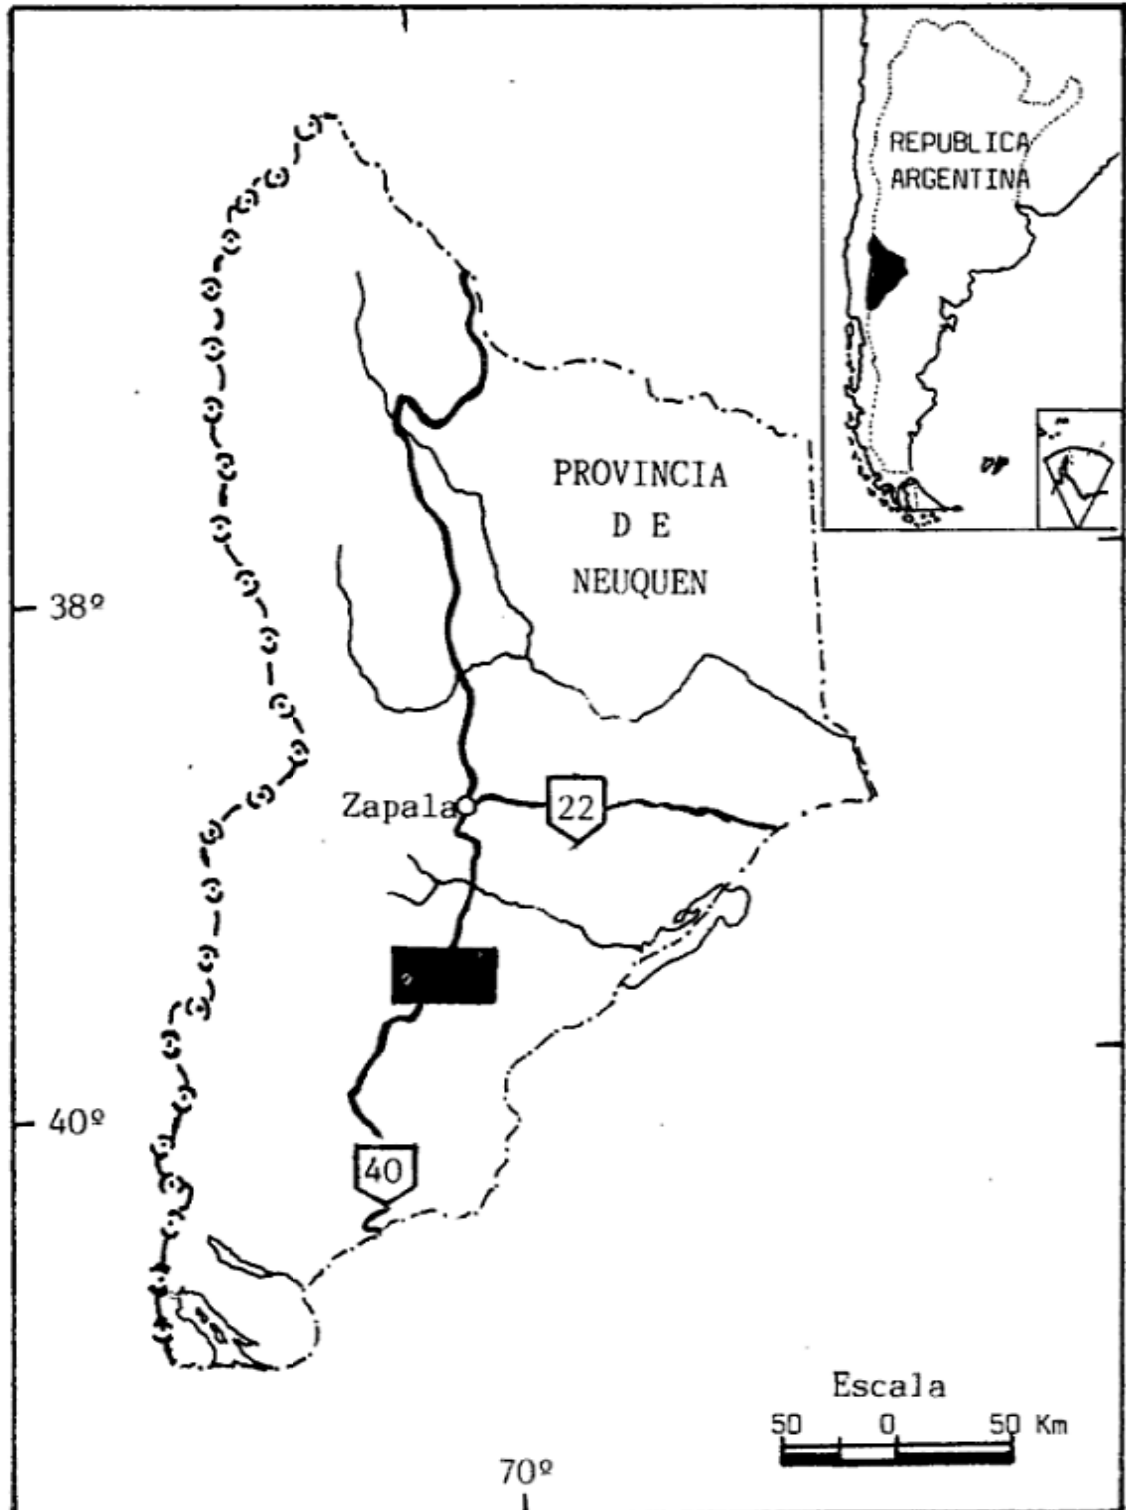 REPUBLICA
ARGENTINA
PROVINCIA
D E
NEUQUEN
38º
Zapala
22
40º
40
Escala
50 0 50 Km
70º